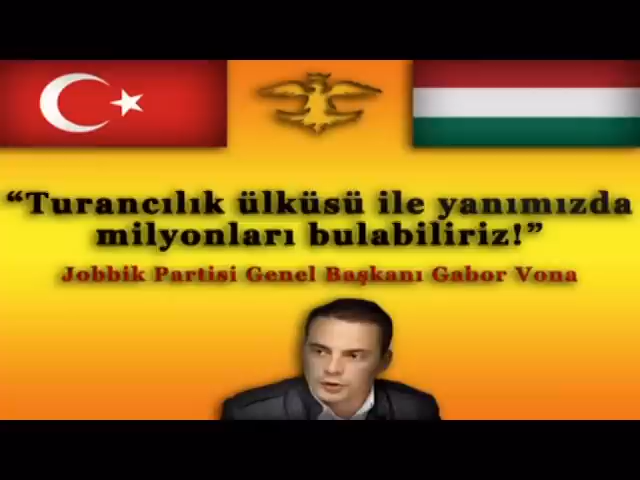 “Turancılık ülküsü ile yanımızda
milyonları bulabiliriz!”
Jobbik Partisi Genel Başkanı Gabor Vona